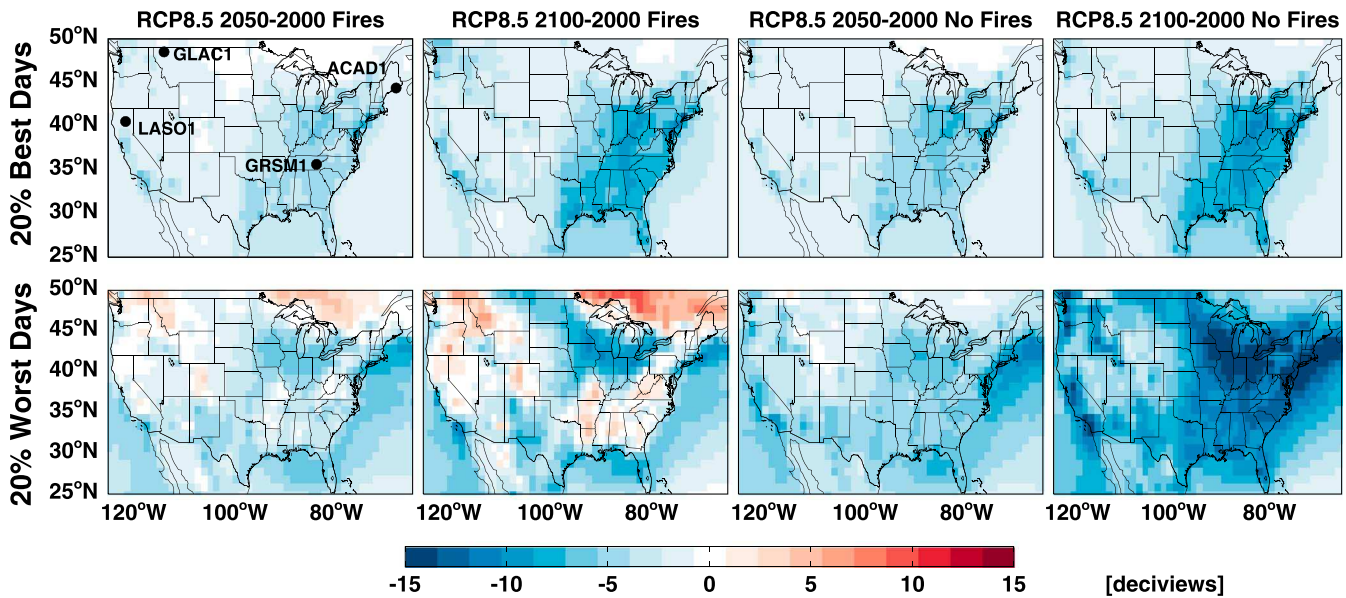 RCP8.5 2050-2000 Fires RCP8.5 2100-2000 Fires RCP8.5 2050-2000 No Fires RCP8.5 2100-2000 No Fires
20% Best Days
50°N
45°N
40°N
35°N
30°N
25°N
GLAC1
ACAD1
LASO1
GRSM1
20% Worst Days
50°N
45°N
40°N
35°N
30°N
25°N
120°W 100°W 80°W 120°W 100°W 80°W 120°W 100°W 80°W 120°W 100°W 80°W
-15 -10 -5 0 5 10 15 [deciviews]